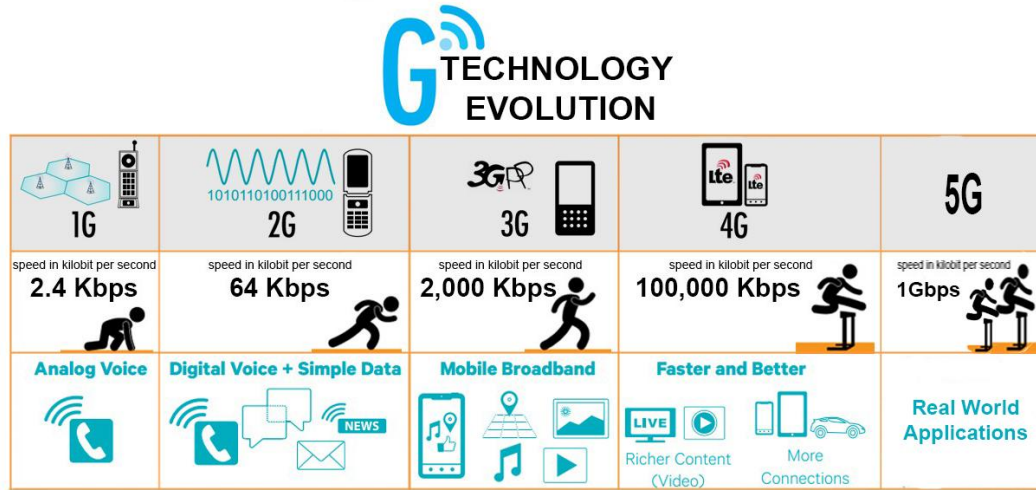 G TECHNOLOGY
EVOLUTION
1G
1010110100111000
2G
3GPP
3G
Lte
Lte
4G
5G
speed in kilobit per second
2.4 Kbps
speed in kilobit per second
64 Kbps
speed in kilobit per second
2,000 Kbps
speed in kilobit per second
100,000 Kbps
speed in kilobit per second
1Gbps
Analog Voice
Digital Voice + Simple Data
NEWS
Mobile Broadband
Faster and Better
LIVE
Richer Content
(Video)
More
Connections
Real World
Applications